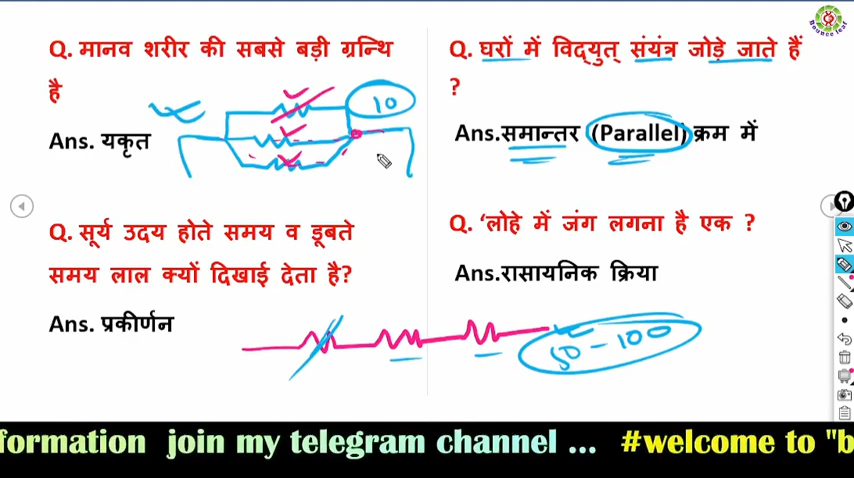 Q. मानव शरीर की सबसे बड़ी ग्रन्थि
है
Ans. यकृत
10
Q. घरों में विद्युत् संयंत्र जोड़े जाते हैं
?
Ans.समान्तर (Parallel) क्रम में
Q. सूर्य उदय होते समय व डूबते
समय लाल क्यों दिखाई देता है?
Ans. प्रकीर्णन
Q. ‘लोहे में जंग लगना है एक ?
Ans.रासायनिक क्रिया
50 - 100
formation join my telegram channel ... #welcome to "b